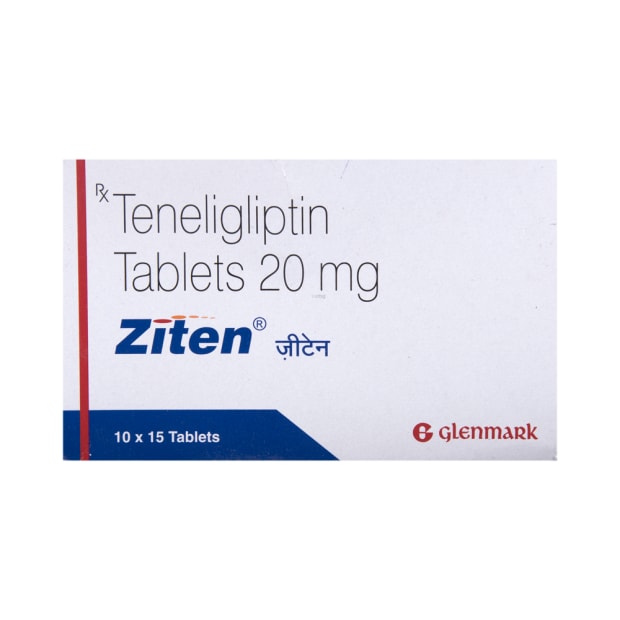 Rx Teneligliptin
Tablets 20 mg
Ziten® ज़ीटेन
10 x 15 Tablets
G glenmark